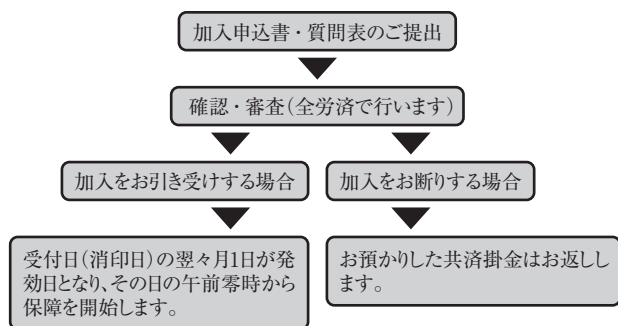 加入申込書・質問表のご提出
確認・審査(全労済で行います)
加入をお引き受けする場合
加入をお断りする場合
受付日(消印日)の翌々月1日が発
効日となり、その日の午前零時から
保障を開始します。
お預かりした共済掛金はお返しし
ます。